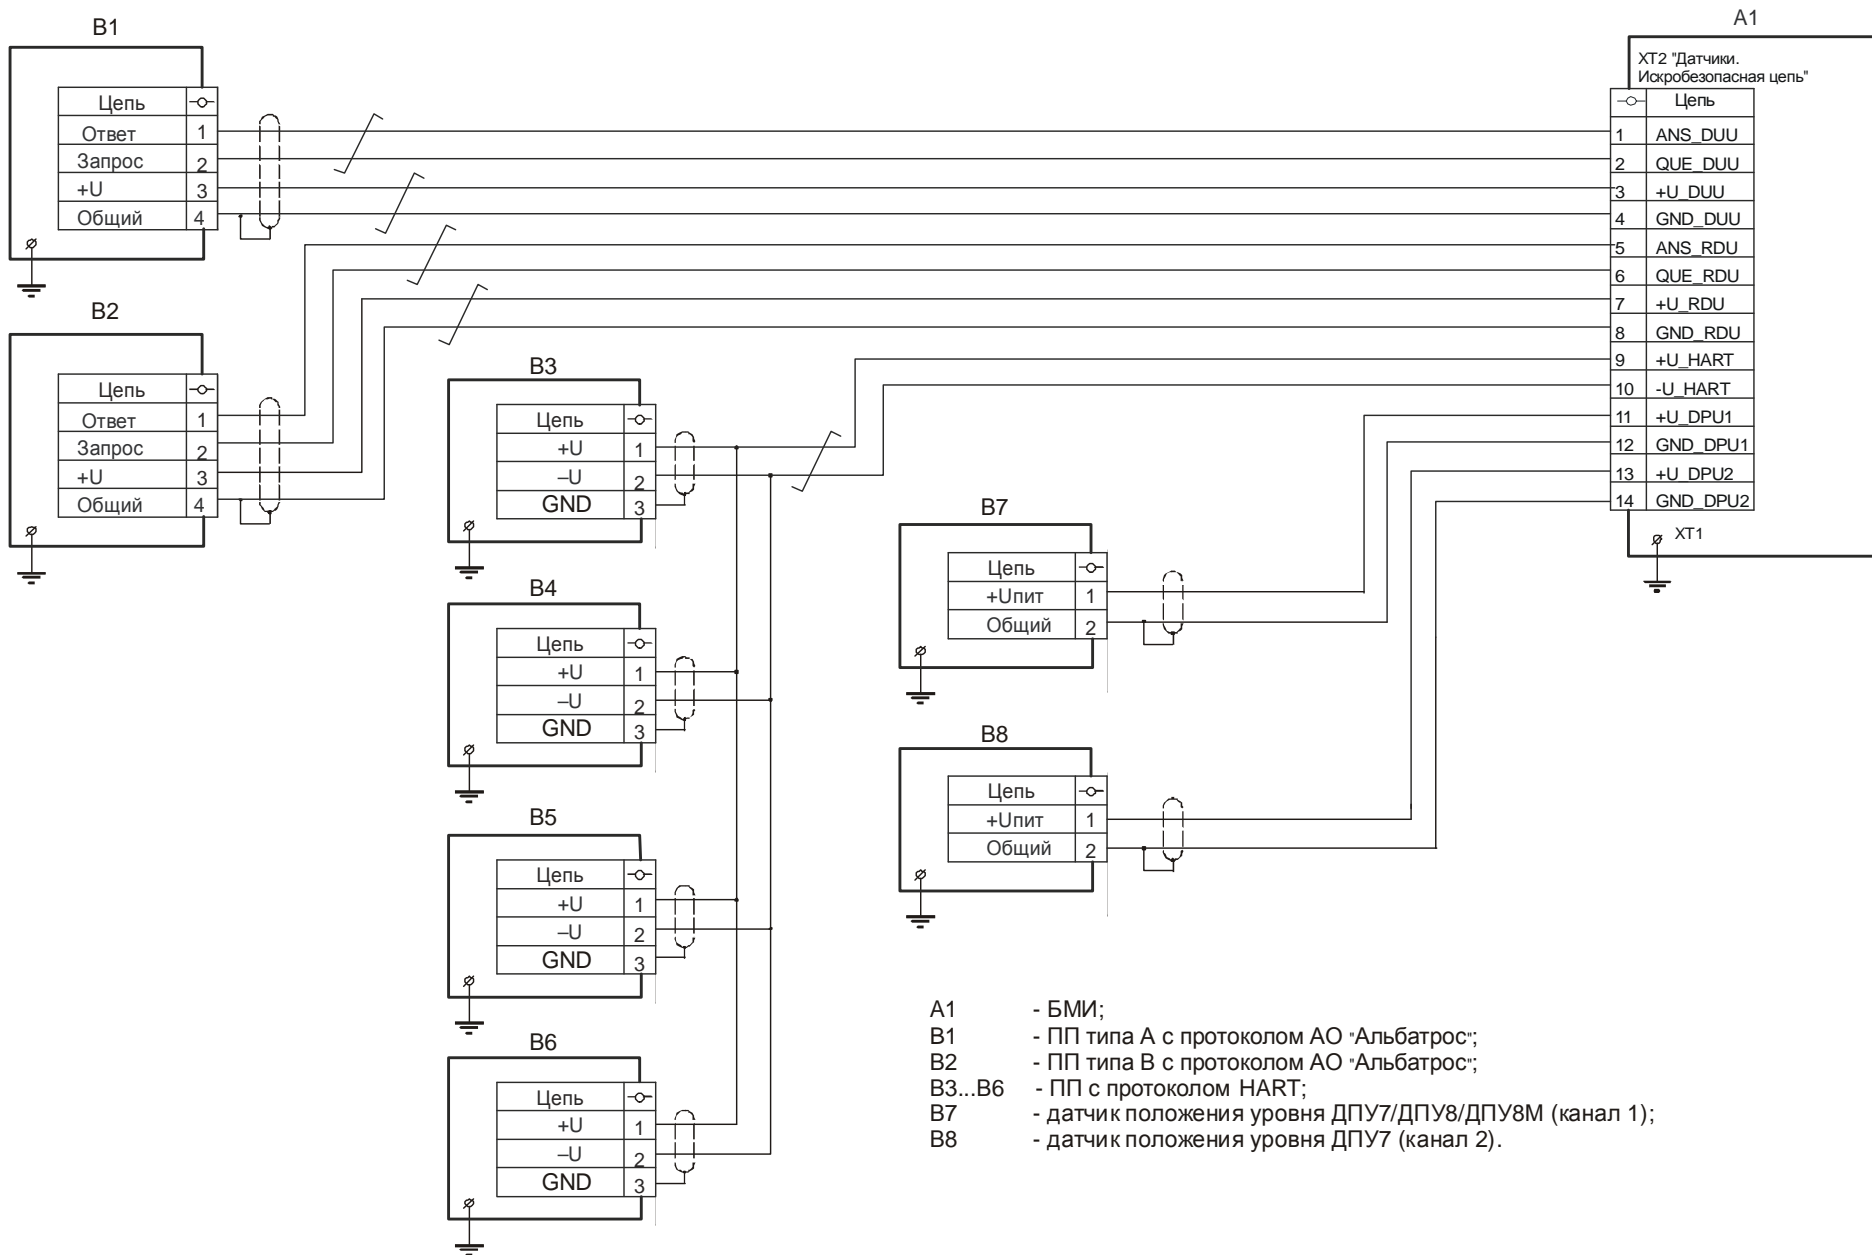 B1
Цепь
Ответ 1
Запрос 2
+U 3
Общий 4
B2
Цепь
Ответ 1
Запрос 2
+U 3
Общий 4
B3
Цепь
+U 1
–U 2
GND 3
B4
Цепь
+U 1
–U 2
GND 3
B5
Цепь
+U 1
–U 2
GND 3
B6
Цепь
+U 1
–U 2
GND 3
B7
Цепь
+Uпит 1
Общий 2
B8
Цепь
+Uпит 1
Общий 2
A1
XT2 "Датчики.
Искробезопасная цепь"
Цепь
1 ANS_DUU
2 QUE_DUU
3 +U_DUU
4 GND_DUU
5 ANS_RDU
6 QUE_RDU
7 +U_RDU
8 GND_RDU
9 +U_HART
10 -U_HART
11 +U_DPU1
12 GND_DPU1
13 +U_DPU2
14 GND_DPU2
XT1
A1 - БМИ;
B1 - ПП типа А с протоколом АО "Альбатрос";
B2 - ПП типа В с протоколом АО "Альбатрос";
B3...B6 - ПП с протоколом HART;
B7 - датчик положения уровня ДПУ7/ДПУ8/ДПУ8М (канал 1);
B8 - датчик положения уровня ДПУ7 (канал 2).